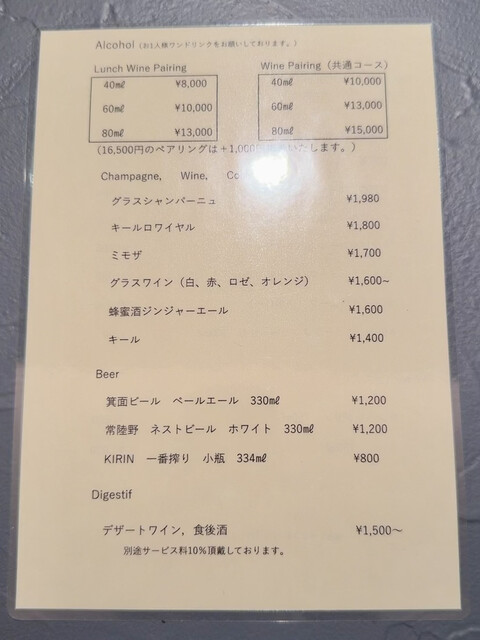 Alcohol (お1人様ワンドリンクをお願いしております。)
Lunch Wine Pairing
40㎖ ¥8,000
60㎖ ¥10,000
80㎖ ¥13,000
Wine Pairing (共通コース)
40㎖ ¥10,000
60㎖ ¥13,000
80㎖ ¥15,000
(16,500円のペアリングは+1,000 いたします。)
Champagne, Wine, Co
グラスシャンパーニュ ¥1,980
キールロワイヤル ¥1,800
ミモザ ¥1,700
グラスワイン（白、赤、ロゼ、オレンジ） ¥1,600~
蜂蜜酒ジンジャーエール ¥1,600
キール ¥1,400
Beer
箕面ビール ペールエール 330㎖ ¥1,200
常陸野 ネストビール ホワイト 330㎖ ¥1,200
KIRIN 一番搾り 小瓶 334㎖ ¥800
Digestif
デザートワイン, 食後酒 ¥1,500～
別途サービス料10%頂戴しております。